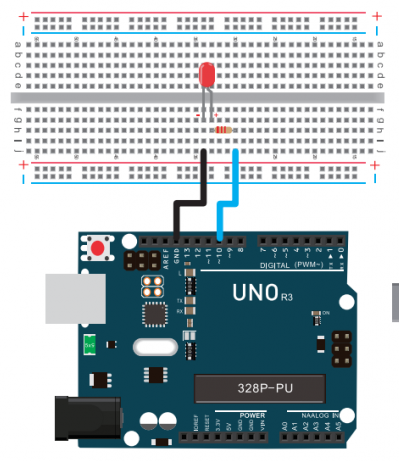 + +
a b c d e a b c d e
- +
f g h i j f g h i j
+ +
AREF
GND
13
12
~11
~10
~9
8
7
~6
~5
4
~3
2
TX ▶ 1
RX ▶ 0
DIGITAL (PWM~)
L
TX
RX
UNO R3
ON
5V5
328P-PU
POWER
NAALOG IN
IOREF
RESET
3.3V
5V
GND
GND
VIN
A0
A1
A2
A3
A4
A5